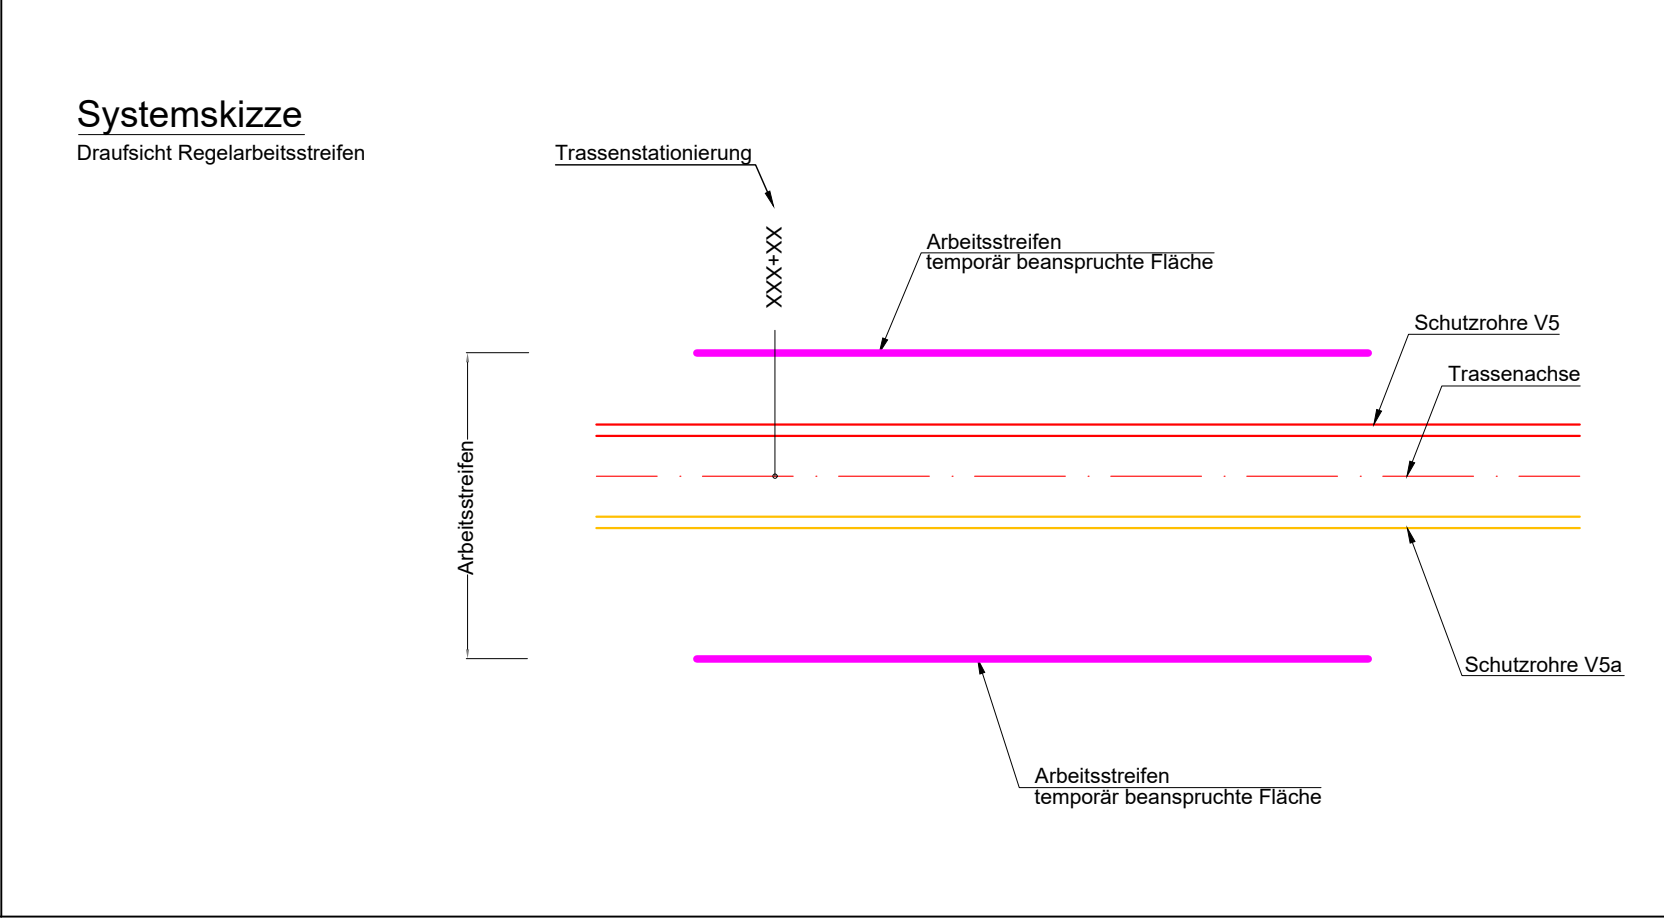 Systemskizze
Draufsicht Regelarbeitsstreifen
Trassenstationierung
XXX+XX
Arbeitsstreifen
temporär beanspruchte Fläche
Schutzrohre V5
Trassenachse
Arbeitsstreifen
Schutzrohre V5a
Arbeitsstreifen
temporär beanspruchte Fläche